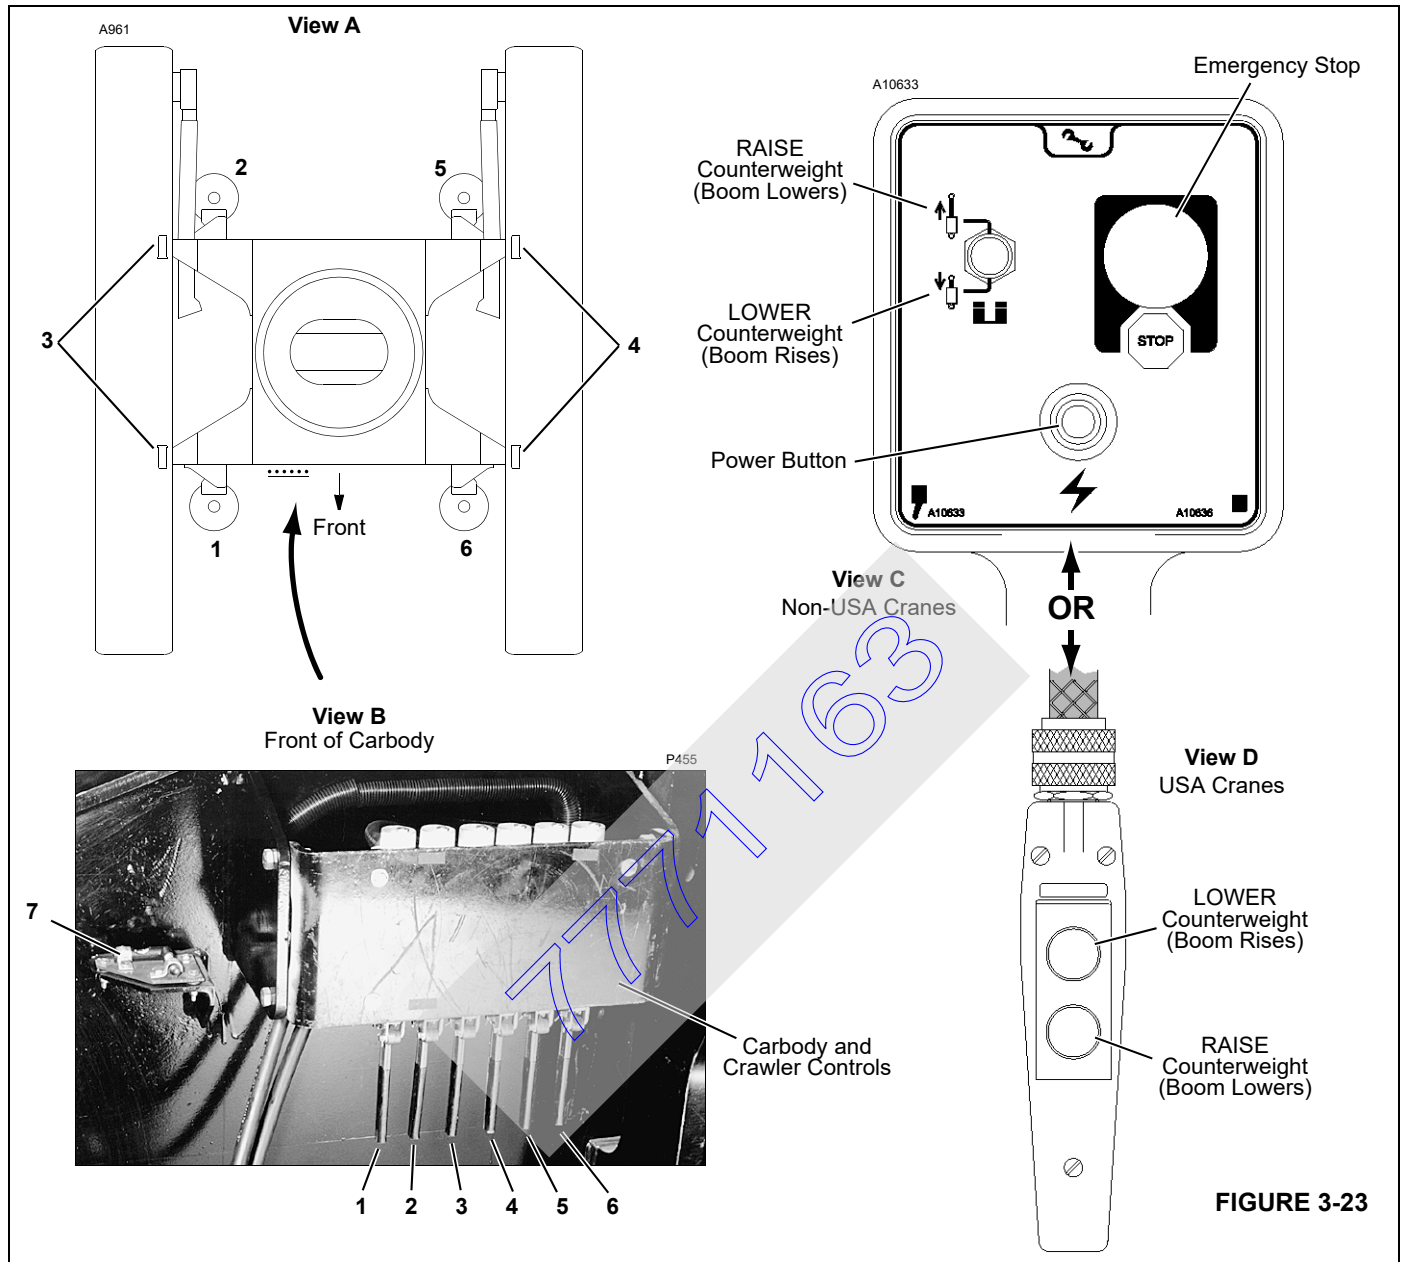 A961
View A
2
5
3
4
1
6
Front
View B
Front of Carbody
P455
7
Carbody and
Crawler Controls
1
2
3
4
5
6
A10633
Emergency Stop
RAISE
Counterweight
(Boom Lowers)
LOWER
Counterweight
(Boom Rises)
STOP
Power Button
A10633
A10636
View C
Non-USA Cranes
OR
View D
USA Cranes
LOWER
Counterweight
(Boom Rises)
RAISE
Counterweight
(Boom Lowers)
7771163
FIGURE 3-23